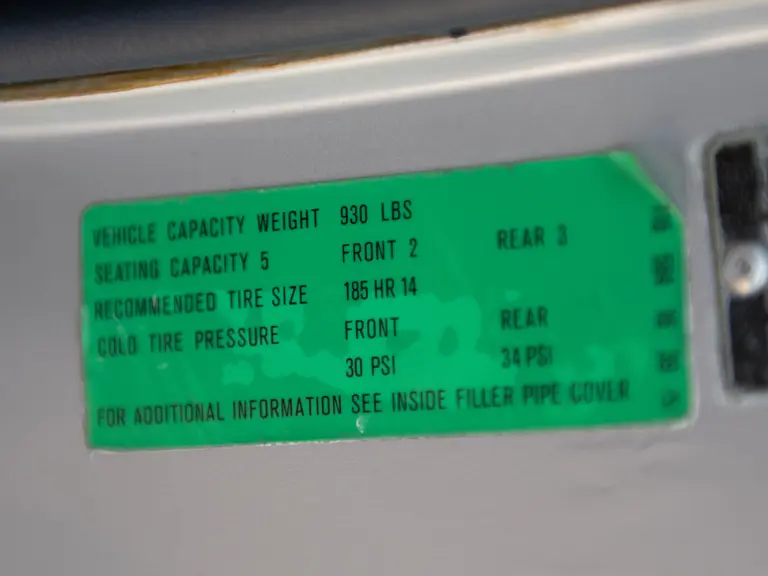 VEHICLE CAPACITY WEIGHT 930 LBS
SEATING CAPACITY 5 FRONT 2 REAR 3
RECOMMENDED TIRE SIZE 185 HR 14
COLD TIRE PRESSURE FRONT REAR
30 PSI 34 PSI
FOR ADDITIONAL INFORMATION SEE INSIDE FILLER PIPE COVER